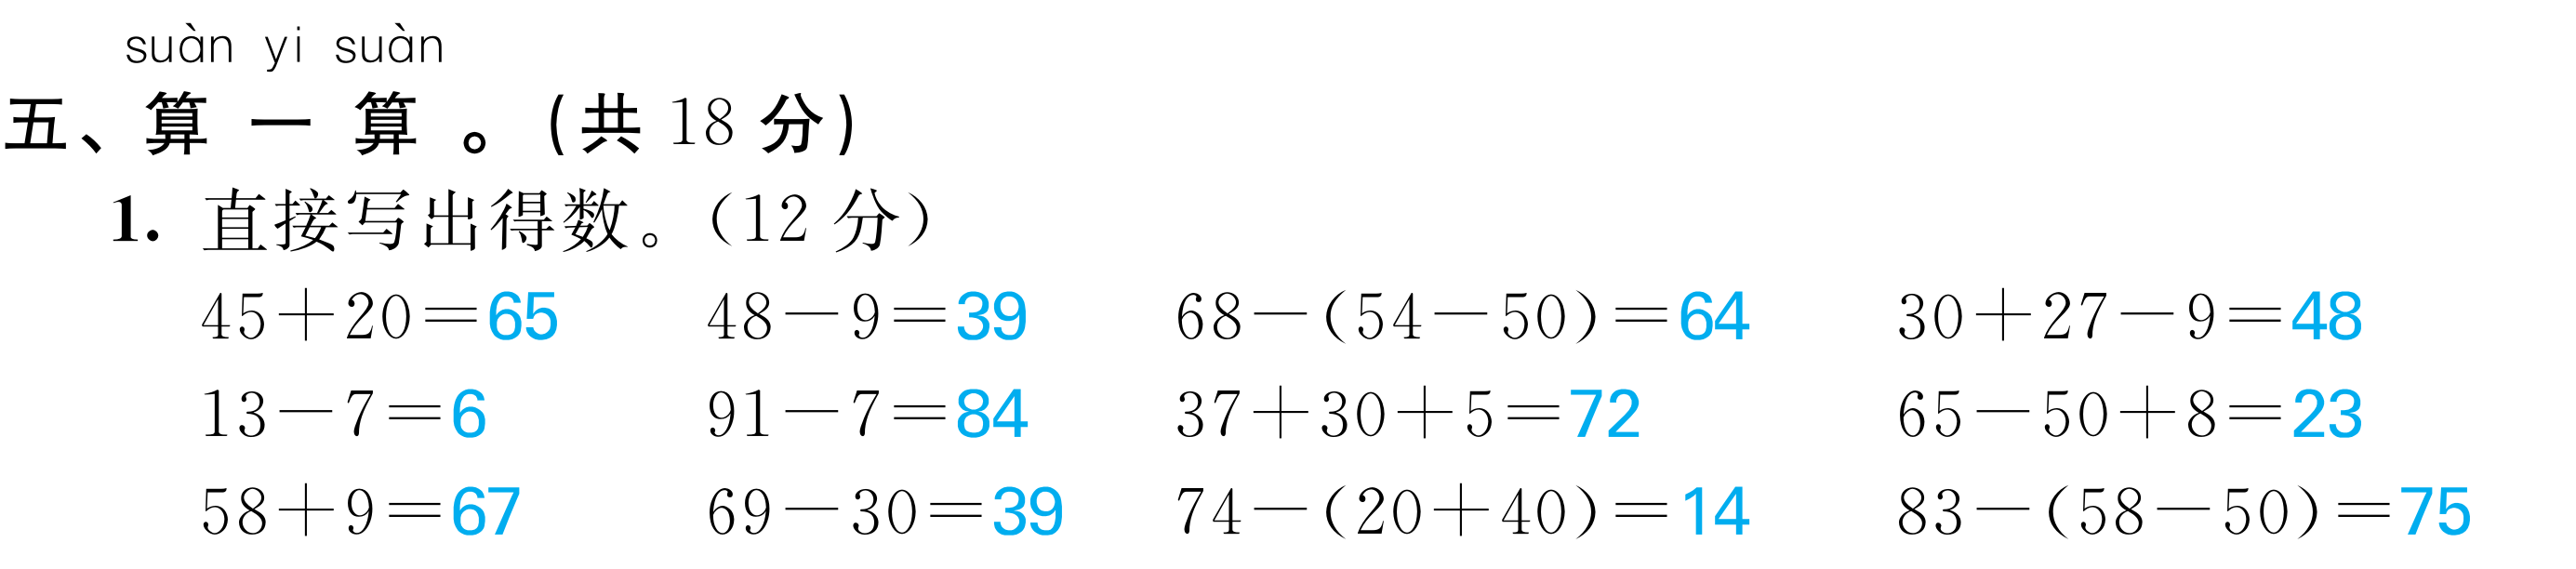 suàn yi suàn
五、算 一 算 。(共 18 分)
1. 直接写出得数。(12 分)
45+20=65 48-9=39 68-(54-50)=64 30+27-9=48
13-7=6 91-7=84 37+30+5=72 65-50+8=23
58+9=67 69-30=39 74-(20+40)=14 83-(58-50)=75